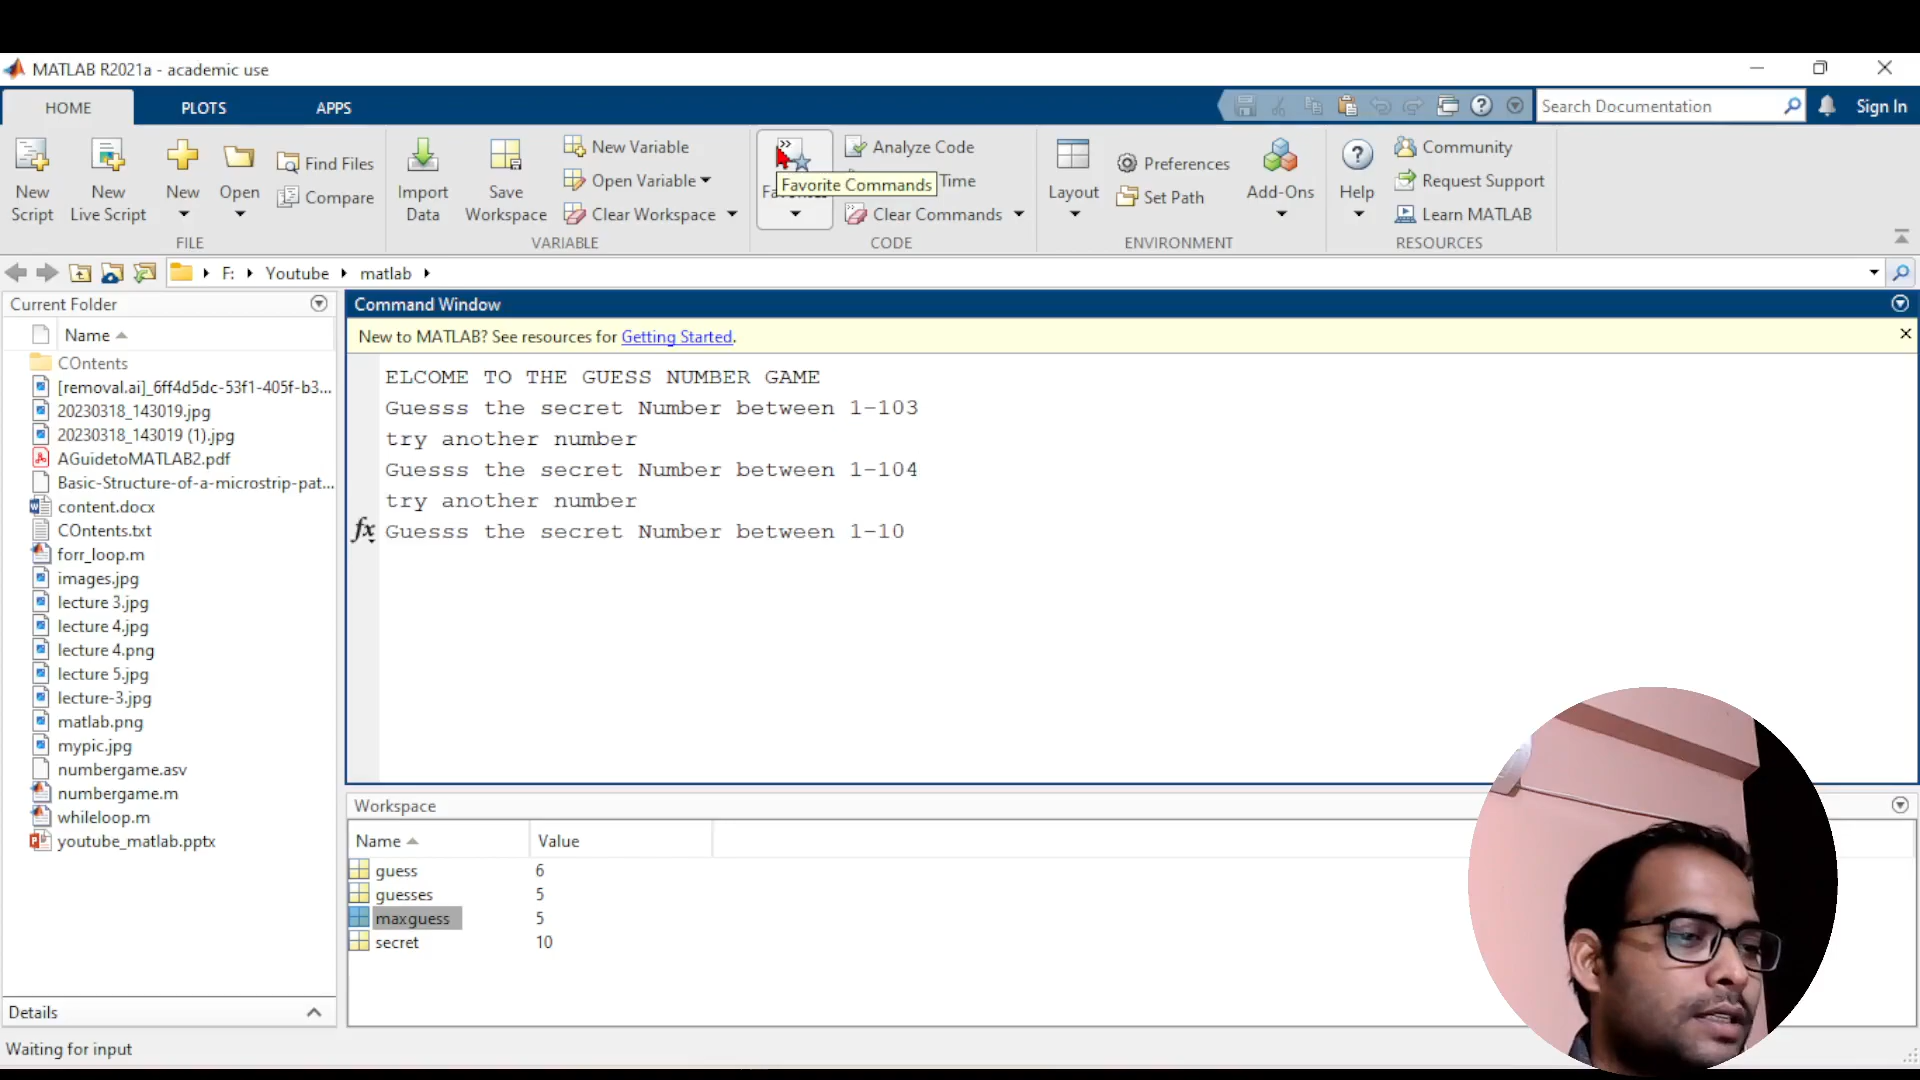 MATLAB R2021a - academic use
HOME PLOTS APPS
Search Documentation
Sign In
New Script
New Live Script
New
Open
Find Files
Compare
FILE
Import Data
Save Workspace
New Variable
Open Variable
Clear Workspace
VARIABLE
Favorite Commands
Analyze Code
Time
Clear Commands
CODE
Layout
Preferences
Set Path
Add-Ons
ENVIRONMENT
Help
Community
Request Support
Learn MATLAB
RESOURCES
F: Youtube matlab
Current Folder
Name
COntents
[removal.ai]_6ff4d5dc-53f1-405f-b3...
20230318_143019.jpg
20230318_143019 (1).jpg
AGuidetoMATLAB2.pdf
Basic-Structure-of-a-microstrip-pat...
content.docx
COntents.txt
forr_loop.m
images.jpg
lecture 3.jpg
lecture 4.jpg
lecture 4.png
lecture 5.jpg
lecture-3.jpg
matlab.png
mypic.jpg
numbergame.asv
numbergame.m
whileloop.m
youtube_matlab.pptx
Details
Waiting for input
Command Window
New to MATLAB? See resources for Getting Started.
ELCOME TO THE GUESS NUMBER GAME
Guesss the secret Number between 1-103
try another number
Guesss the secret Number between 1-104
try another number
fx Guesss the secret Number between 1-10
Workspace
Name Value
guess 6
guesses 5
maxguess 5
secret 10